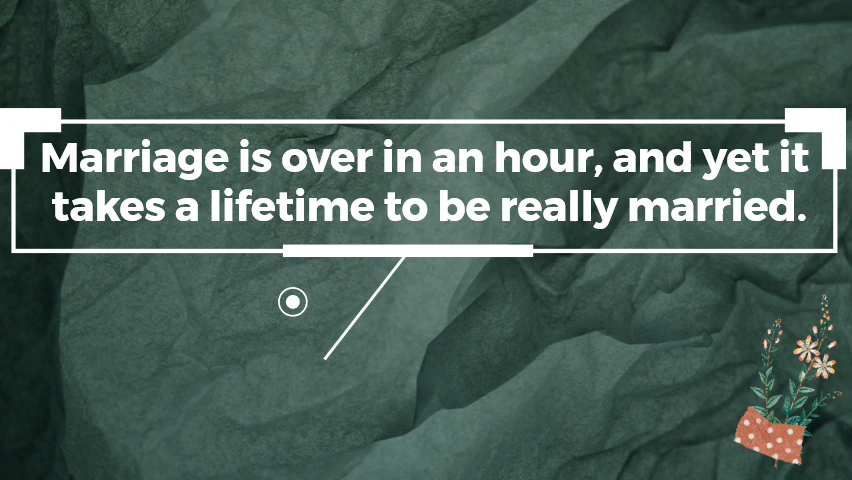 Marriage is over in an hour, and yet it
takes a lifetime to be really married.